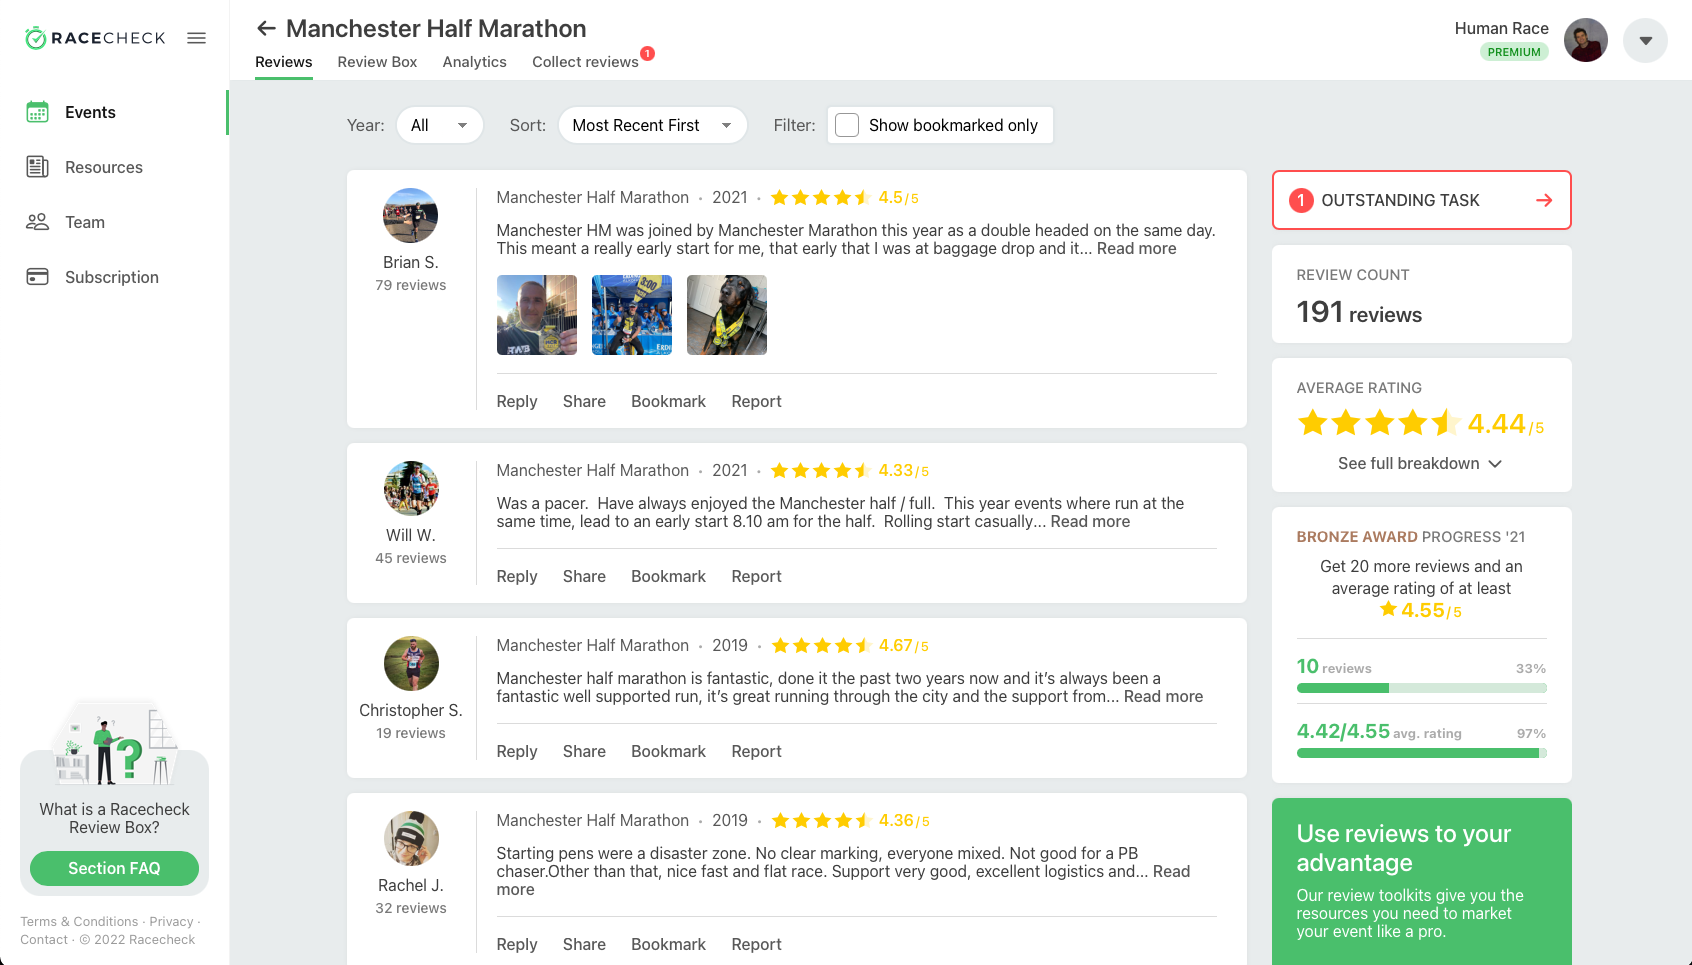 RACECHECK
Events
Resources
Team
Subscription
What is a Racecheck
Review Box?
Section FAQ
Terms & Conditions · Privacy ·
Contact · © 2022 Racecheck
Manchester Half Marathon
Reviews
Review Box
Analytics
Collect reviews
1
Human Race
PREMIUM
Year:
All
Sort:
Most Recent First
Filter:
Show bookmarked only
Brian S.
79 reviews
Manchester Half Marathon · 2021 · 4.5/5
Manchester HM was joined by Manchester Marathon this year as a double headed on the same day.
This meant a really early start for me, that early that I was at baggage drop and it... Read more
RWB
3:00
ERDI
Reply Share Bookmark Report
Will W.
45 reviews
Manchester Half Marathon · 2021 · 4.33/5
Was a pacer.  Have always enjoyed the Manchester half / full.  This year events where run at the
same time, lead to an early start 8.10 am for the half.  Rolling start casually... Read more
Reply Share Bookmark Report
Christopher S.
19 reviews
Manchester Half Marathon · 2019 · 4.67/5
Manchester half marathon is fantastic, done it the past two years now and it's always been a
fantastic well supported run, it's great running through the city and the support from... Read more
Reply Share Bookmark Report
Rachel J.
32 reviews
Manchester Half Marathon · 2019 · 4.36/5
Starting pens were a disaster zone. No clear marking, everyone mixed. Not good for a PB
chaser.Other than that, nice fast and flat race. Support very good, excellent logistics and... Read
more
Reply Share Bookmark Report
1 OUTSTANDING TASK
REVIEW COUNT
191 reviews
AVERAGE RATING
4.44/5
See full breakdown
BRONZE AWARD PROGRESS '21
Get 20 more reviews and an
average rating of at least
4.55/5
10 reviews 33%
4.42/4.55 avg. rating 97%
Use reviews to your
advantage
Our review toolkits give you the
resources you need to market
your event like a pro.